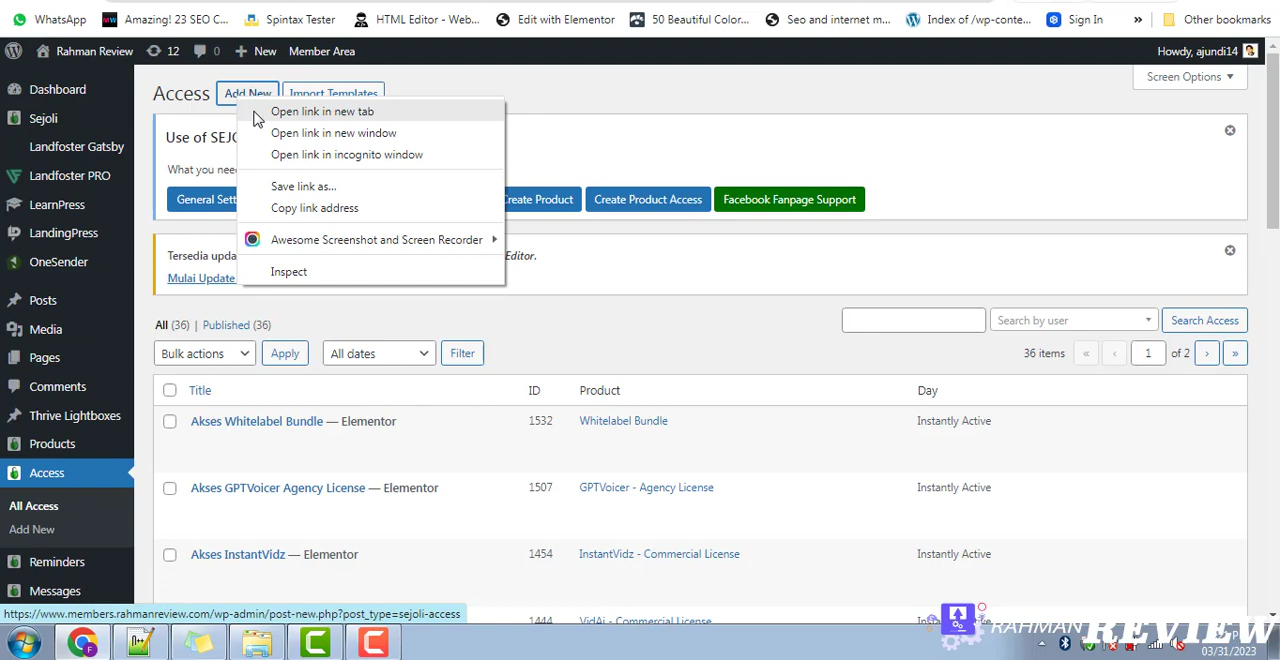 WhatsApp
Amazing! 23 SEO C...
Spintax Tester
HTML Editor - Web...
Edit with Elementor
50 Beautiful Color...
Seo and internet m...
Index of /wp-conte...
Sign In
»
Other bookmarks
Rahman Review
12
0
New
Member Area
Howdy, ajundi14
Screen Options
Access
Add New
Import Templates
Dashboard
Sejoli
Landfoster Gatsby
Landfoster PRO
LearnPress
LandingPress
OneSender
Posts
Media
Pages
Comments
Thrive Lightboxes
Products
Access
All Access
Add New
Reminders
Messages
Open link in new tab
Open link in new window
Open link in incognito window
Save link as...
Copy link address
Awesome Screenshot and Screen Recorder
Inspect
Use of SEJO
What you nee
General Sett
Create Product
Create Product Access
Facebook Fanpage Support
Tersedia upda
Editor.
Mulai Update
All (36) | Published (36)
Search by user
Search Access
Bulk actions
Apply
All dates
Filter
36 items
«
‹
1
of 2
›
»
Title
ID
Product
Day
Akses Whitelabel Bundle — Elementor
1532
Whitelabel Bundle
Instantly Active
Akses GPTVoicer Agency License — Elementor
1507
GPTVoicer - Agency License
Instantly Active
Akses InstantVidz — Elementor
1454
InstantVidz - Commercial License
Instantly Active
1444
VidAi - Commercial License
https://www.members.rahmanreview.com/wp-admin/post-new.php?post_type=sejoli-access
RAHMAN REVIEW
03/31/2023